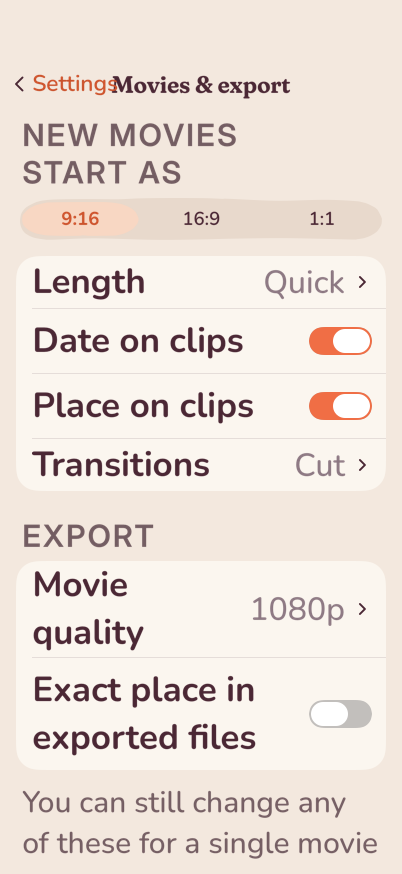 Settings
Movies & export
NEW MOVIES
START AS
9:16 16:9 1:1
Length Quick
Date on clips
Place on clips
Transitions Cut
EXPORT
Movie
quality
1080p
Exact place in
exported files
You can still change any
of these for a single movie